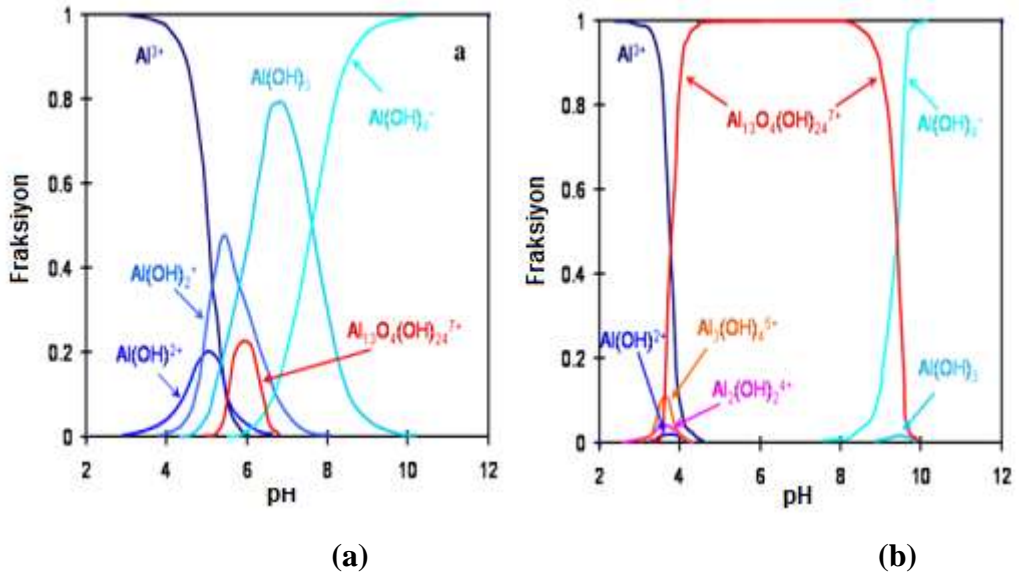 a
Al³⁺
Al(OH)₃
Al(OH)₄⁻
Al(OH)₂⁺
Al(OH)²⁺
Al₁₃O₄(OH)₂₄⁷⁺
Fraksiyon
1
0.8
0.6
0.4
0.2
0
2 4 6 8 10 12
pH
(a)
Al³⁺
Al₁₃O₄(OH)₂₄⁷⁺
Al(OH)₄⁻
Al(OH)²⁺
Al₃(OH)₄⁵⁺
Al₂(OH)₂⁴⁺
Al(OH)₃
Fraksiyon
1
0.8
0.6
0.4
0.2
0
2 4 6 8 10 12
pH
(b)